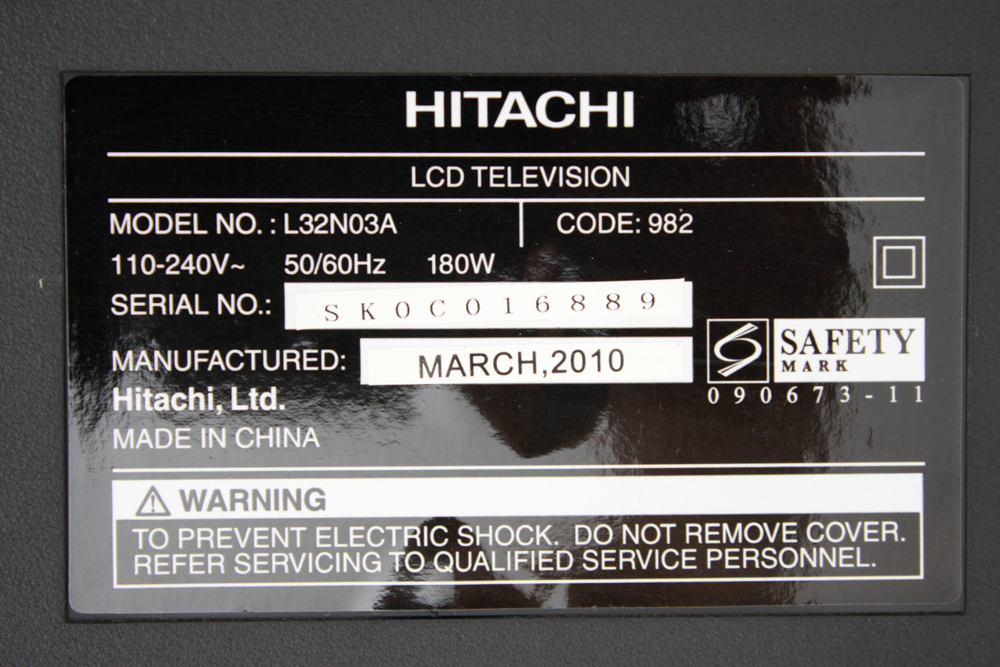 HITACHI
LCD TELEVISION
MODEL NO. : L32N03A CODE: 982
110-240V~ 50/60Hz 180W
SERIAL NO.: SK0C016889
MANUFACTURED: MARCH,2010
SAFETY
MARK
090673-11
Hitachi, Ltd.
MADE IN CHINA
WARNING
TO PREVENT ELECTRIC SHOCK. DO NOT REMOVE COVER.
REFER SERVICING TO QUALIFIED SERVICE PERSONNEL.